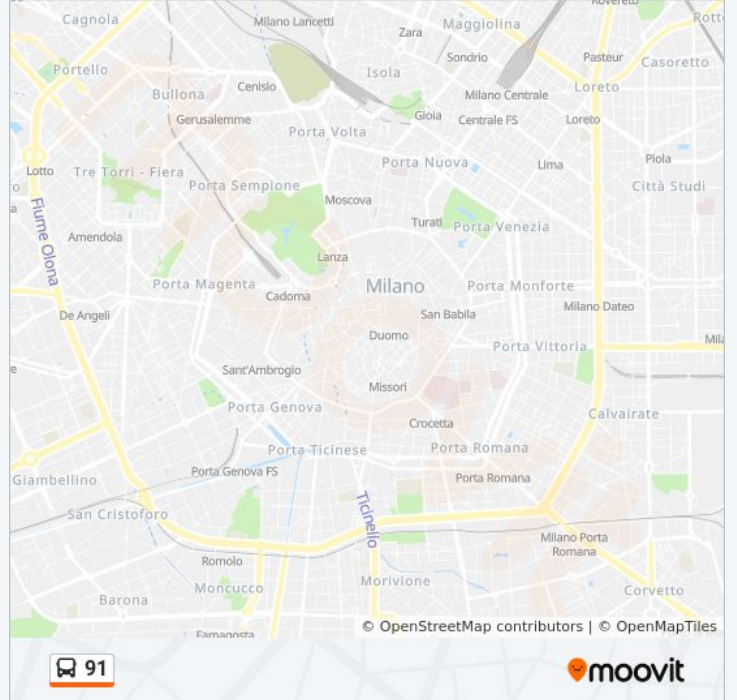 Rovereto
Cagnola
Milano Lancetti
Maggiolina
Zara
Sondrio
Pasteur
Casoretto
Portello
Isola
Cenisio
Bullona
Milano Centrale
Loreto
Gerusalemme
Gioia
Centrale FS
Loreto
Porta Volta
Lotto
Tre Torri - Fiera
Porta Nuova
Lima
Piola
Porta Sempione
Città Studi
Moscova
Fiume Olona
Turati
Porta Venezia
Amendola
Lanza
Porta Magenta
Cadorna
Milano
Porta Monforte
De Angeli
San Babila
Milano Dateo
Duomo
Porta Vittoria
Sant'Ambrogio
Missori
Porta Genova
Crocetta
Calvairate
Porta Ticinese
Porta Romana
Giambellino
Porta Genova FS
Porta Romana
San Cristoforo
Ticinello
Milano Porta
Romana
Romolo
Moncucco
Morivione
Corvetto
Barona
Famagosta
© OpenStreetMap contributors | © OpenMapTiles
91
moovit